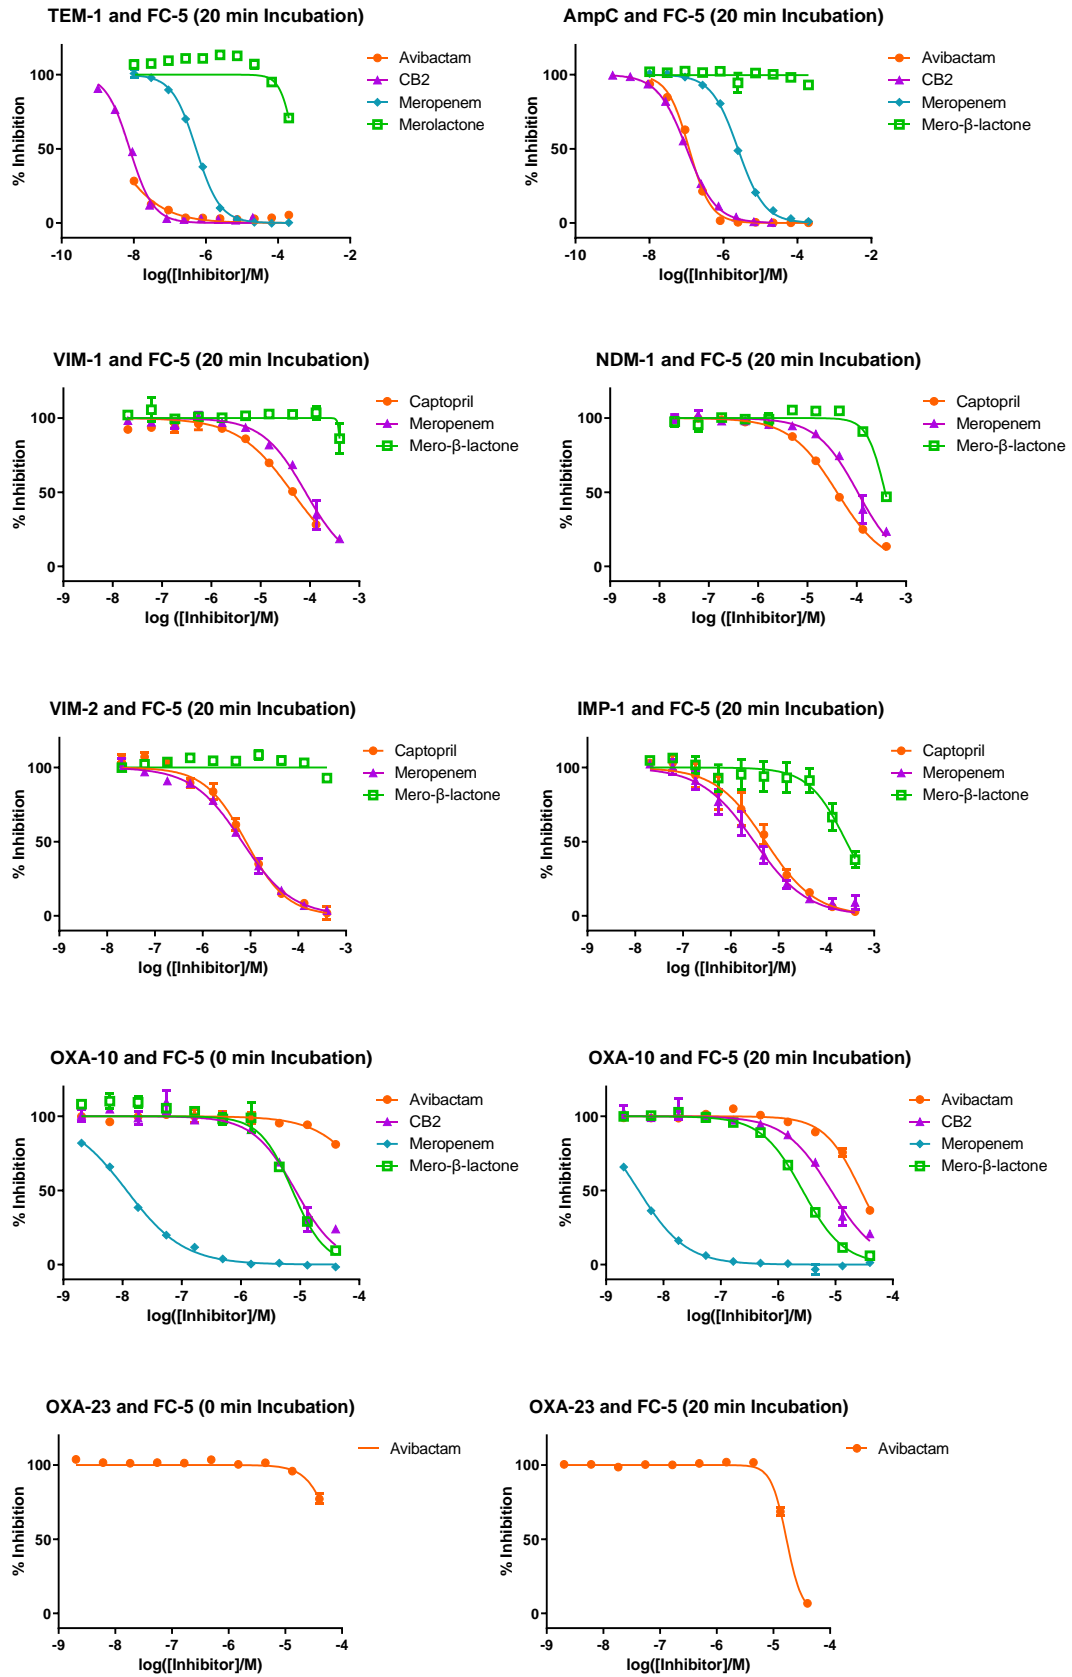 TEM-1 and FC-5 (20 min Incubation)
% Inhibition
100
50
0
-10
-8
-6
-4
-2
log([Inhibitor]/M)
Avibactam
CB2
Meropenem
Merolactone
AmpC and FC-5 (20 min Incubation)
% Inhibition
100
50
0
-10
-8
-6
-4
-2
log([Inhibitor]/M)
Avibactam
CB2
Meropenem
Mero-β-lactone
VIM-1 and FC-5 (20 min Incubation)
% Inhibition
100
50
0
-9
-8
-7
-6
-5
-4
-3
log ([Inhibitor]/M)
Captopril
Meropenem
Mero-β-lactone
NDM-1 and FC-5 (20 min Incubation)
% Inhibition
100
50
0
-9
-8
-7
-6
-5
-4
-3
log ([Inhibitor]/M)
Captopril
Meropenem
Mero-β-lactone
VIM-2 and FC-5 (20 min Incubation)
% Inhibition
100
50
0
-9
-8
-7
-6
-5
-4
-3
log ([Inhibitor]/M)
Captopril
Meropenem
Mero-β-lactone
IMP-1 and FC-5 (20 min Incubation)
% Inhibition
100
50
0
-9
-8
-7
-6
-5
-4
-3
log ([Inhibitor]/M)
Captopril
Meropenem
Mero-β-lactone
OXA-10 and FC-5 (0 min Incubation)
% Inhibition
100
50
0
-9
-8
-7
-6
-5
-4
log([Inhibitor]/M)
Avibactam
CB2
Meropenem
Mero-β-lactone
OXA-10 and FC-5 (20 min Incubation)
% Inhibition
100
50
0
-9
-8
-7
-6
-5
-4
log([Inhibitor]/M)
Avibactam
CB2
Meropenem
Mero-β-lactone
OXA-23 and FC-5 (0 min Incubation)
% Inhibition
100
50
0
-9
-8
-7
-6
-5
-4
log([Inhibitor]/M)
Avibactam
OXA-23 and FC-5 (20 min Incubation)
% Inhibition
100
50
0
-9
-8
-7
-6
-5
-4
log([Inhibitor]/M)
Avibactam